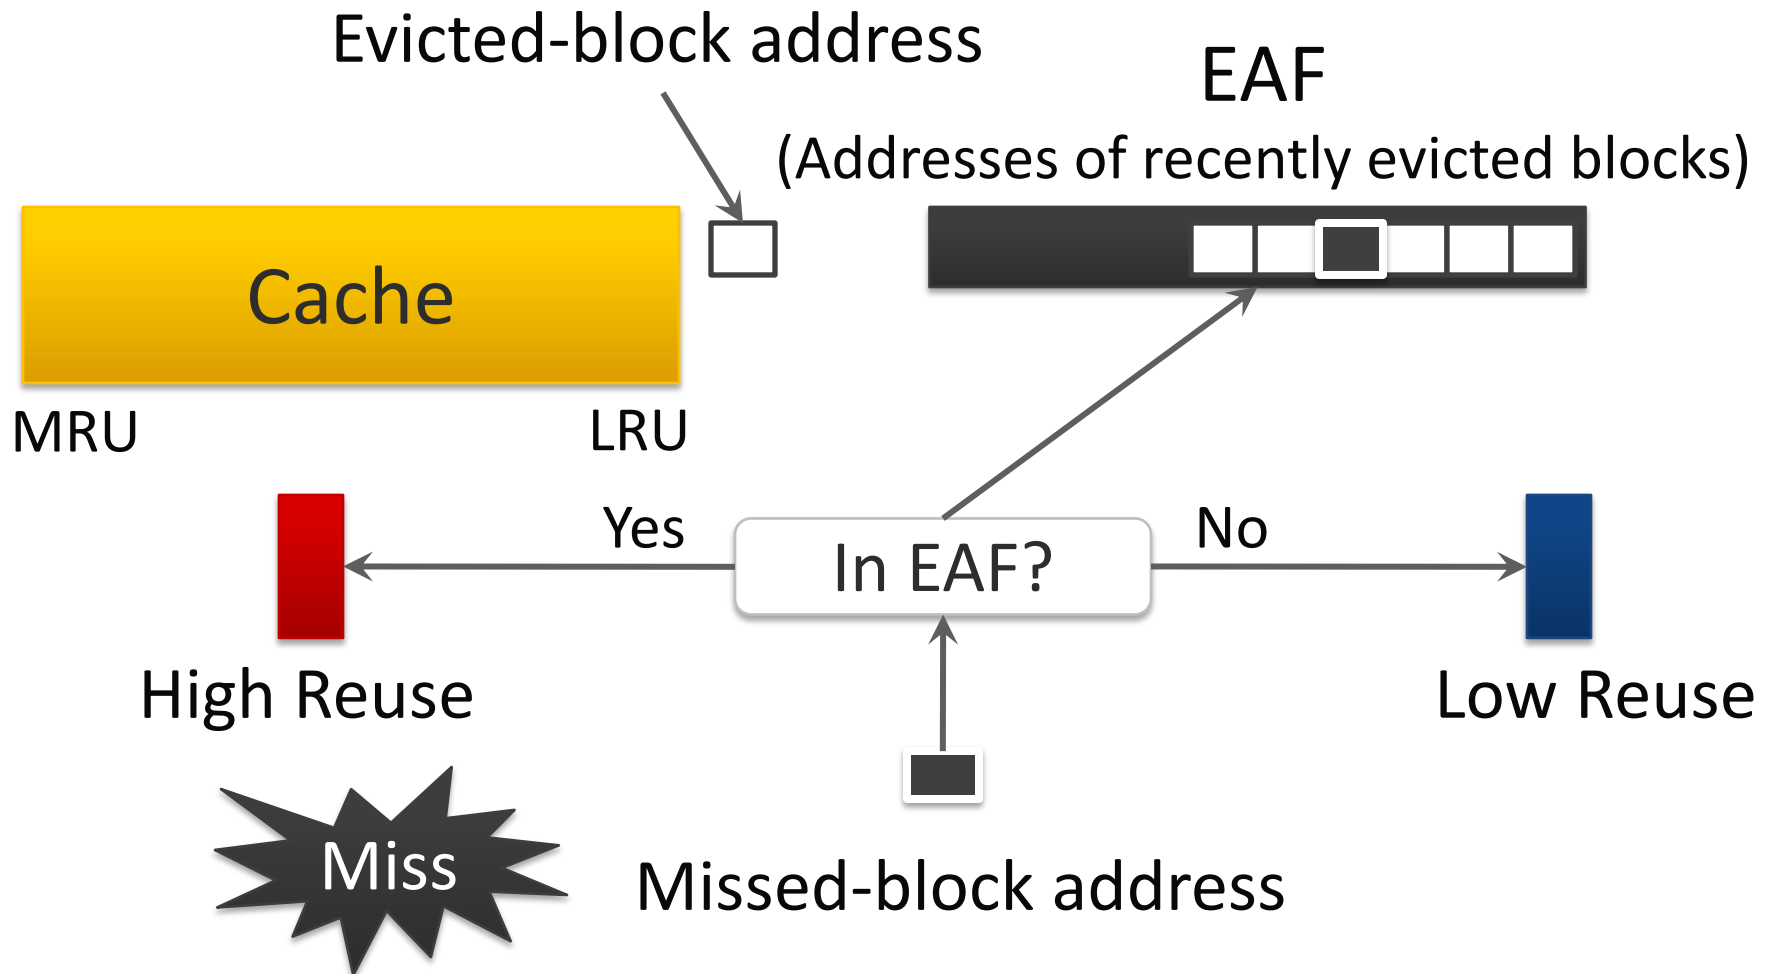 Evicted-block address
EAF
(Addresses of recently evicted blocks)
Cache
MRU
LRU
Yes
In EAF?
No
High Reuse
Low Reuse
Miss
Missed-block address